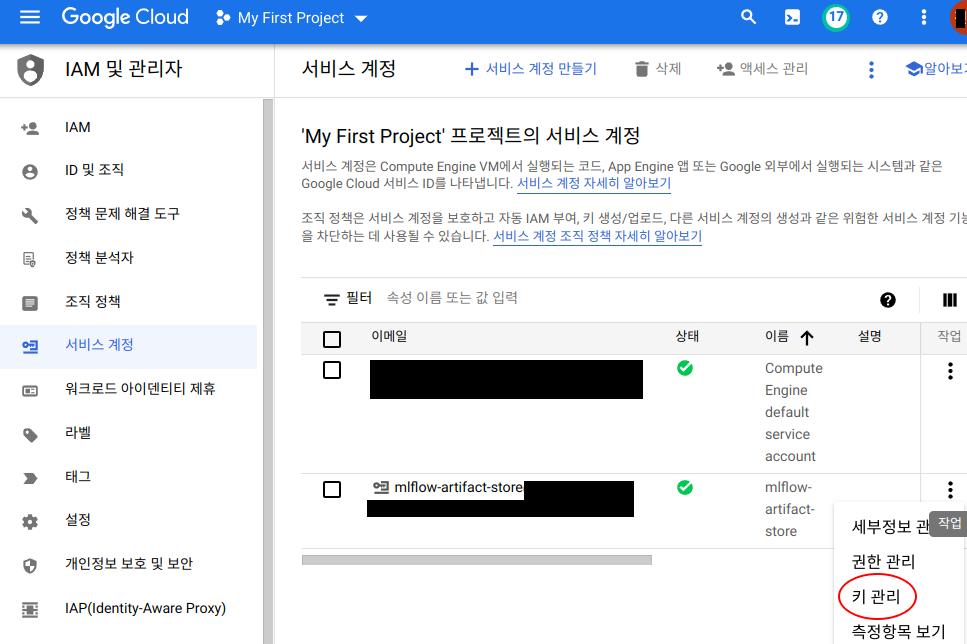 Google Cloud
My First Project
17
IAM 및 관리자
서비스 계정
서비스 계정 만들기
삭제
액세스 관리
알아보기
IAM
ID 및 조직
정책 문제 해결 도구
정책 분석자
조직 정책
서비스 계정
워크로드 아이덴티티 제휴
라벨
태그
설정
개인정보 보호 및 보안
IAP(Identity-Aware Proxy)
'My First Project' 프로젝트의 서비스 계정
서비스 계정은 Compute Engine VM에서 실행되는 코드, App Engine 앱 또는 Google 외부에서 실행되는 시스템과 같은
Google Cloud 서비스 ID를 나타냅니다. 서비스 계정 자세히 알아보기
조직 정책은 서비스 계정을 보호하고 자동 IAM 부여, 키 생성/업로드, 다른 서비스 계정의 생성과 같은 위험한 서비스 계정 기능
을 차단하는 데 사용될 수 있습니다. 서비스 계정 조직 정책 자세히 알아보기
필터 속성 이름 또는 값 입력
이메일 상태 이름 설명 작업
Compute
Engine
default
service
account
mlflow-artifact-store
mlflow-
artifact-
store
세부정보 관
작업
권한 관리
키 관리
측정항목 보기